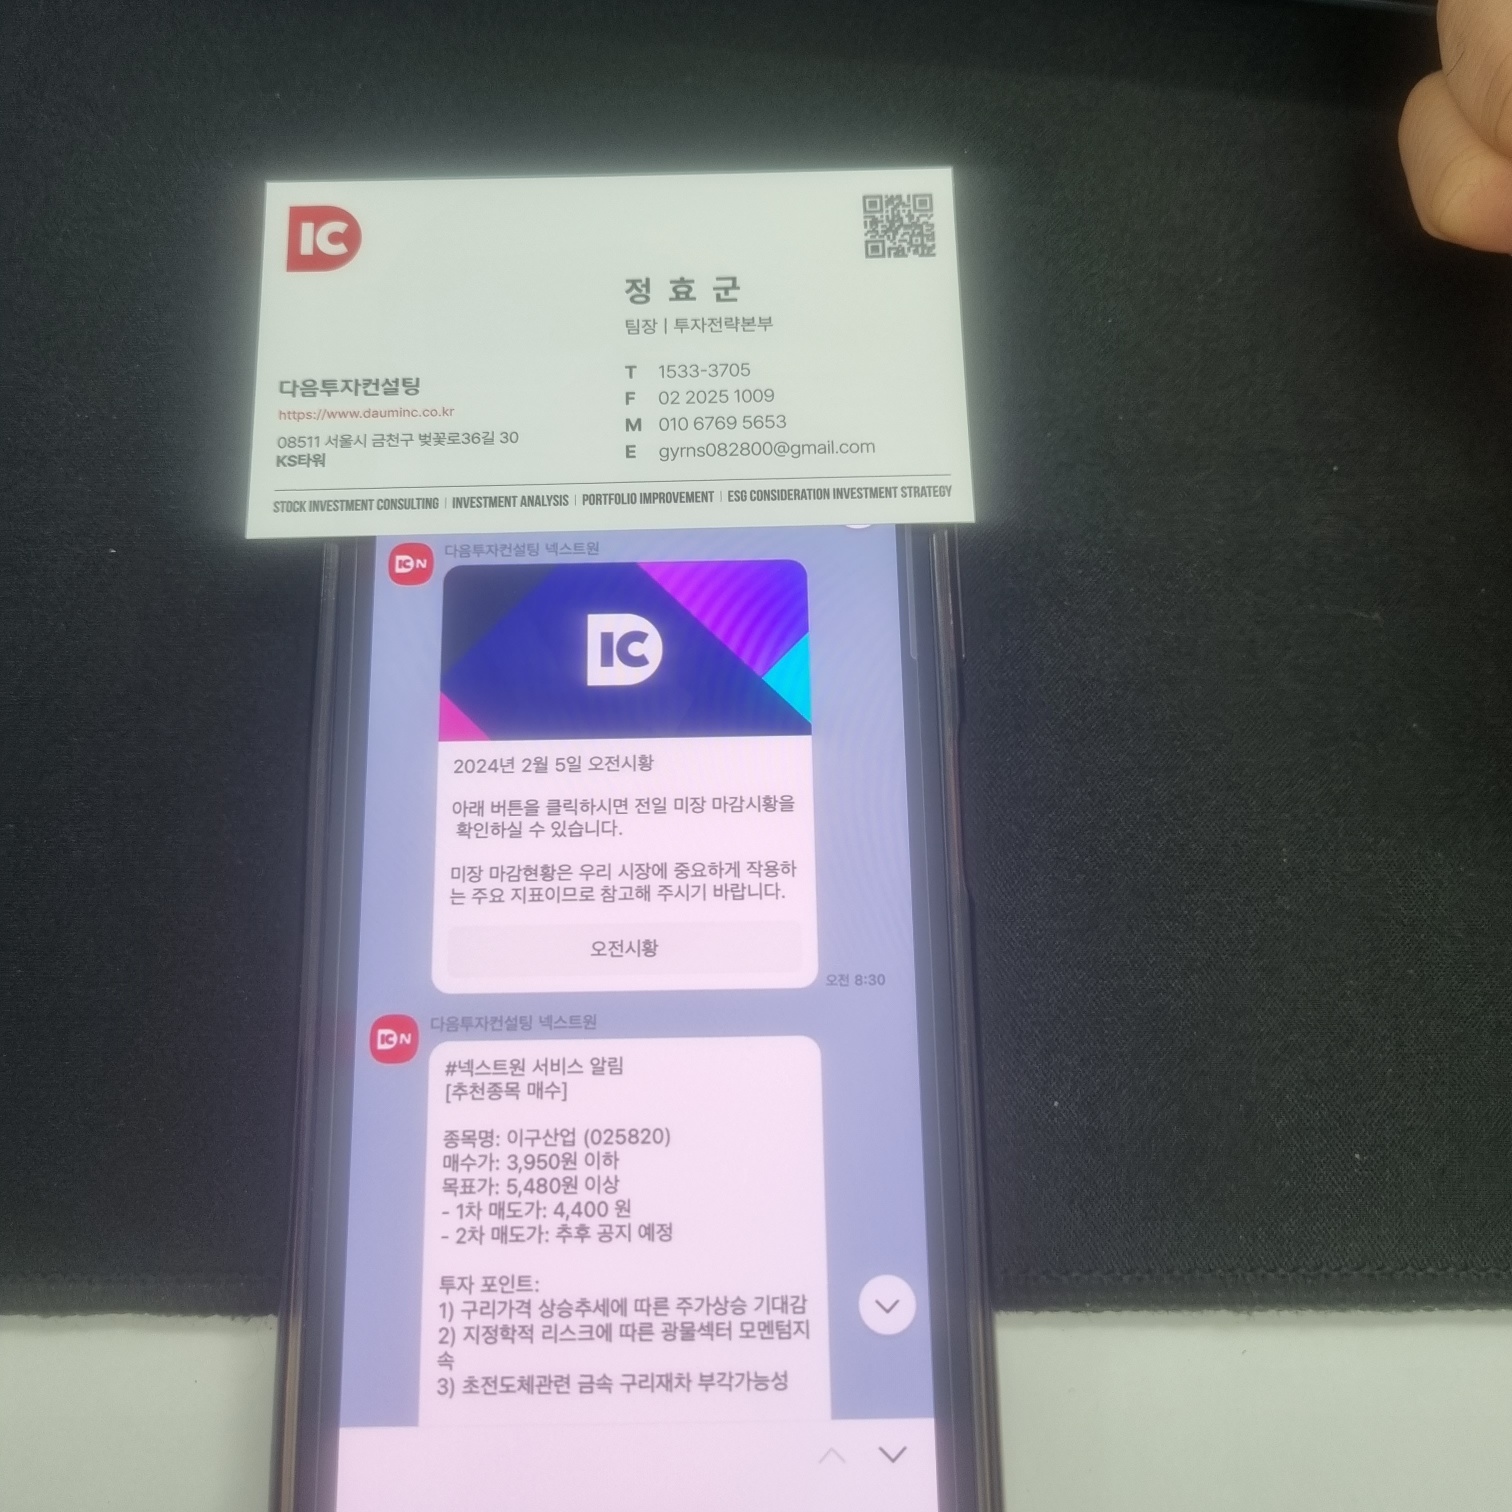 IC
정 효 군
팀장 | 투자전략본부
다음투자컨설팅
https://www.dauminc.co.kr
08511 서울시 금천구 벚꽃로36길 30
KS타워
T 1533-3705
F 02 2025 1009
M 010 6769 5653
E gyrns082800@gmail.com
STOCK INVESTMENT CONSULTING | INVESTMENT ANALYSIS | PORTFOLIO IMPROVEMENT | ESG CONSIDERATION INVESTMENT STRATEGY
IC N
다음투자컨설팅 넥스트원
IC
2024년 2월 5일 오전시황
아래 버튼을 클릭하시면 전일 미장 마감시황을
확인하실 수 있습니다.
미장 마감현황은 우리 시장에 중요하게 작용하
는 주요 지표이므로 참고해 주시기 바랍니다.
오전시황
오전 8:30
IC N
다음투자컨설팅 넥스트원
#넥스트원 서비스 알림
[추천종목 매수]
종목명: 이구산업 (025820)
매수가: 3,950원 이하
목표가: 5,480원 이상
- 1차 매도가: 4,400 원
- 2차 매도가: 추후 공지 예정
투자 포인트:
1) 구리가격 상승추세에 따른 주가상승 기대감
2) 지정학적 리스크에 따른 광물섹터 모멘텀지
속
3) 초전도체관련 금속 구리재차 부각가능성